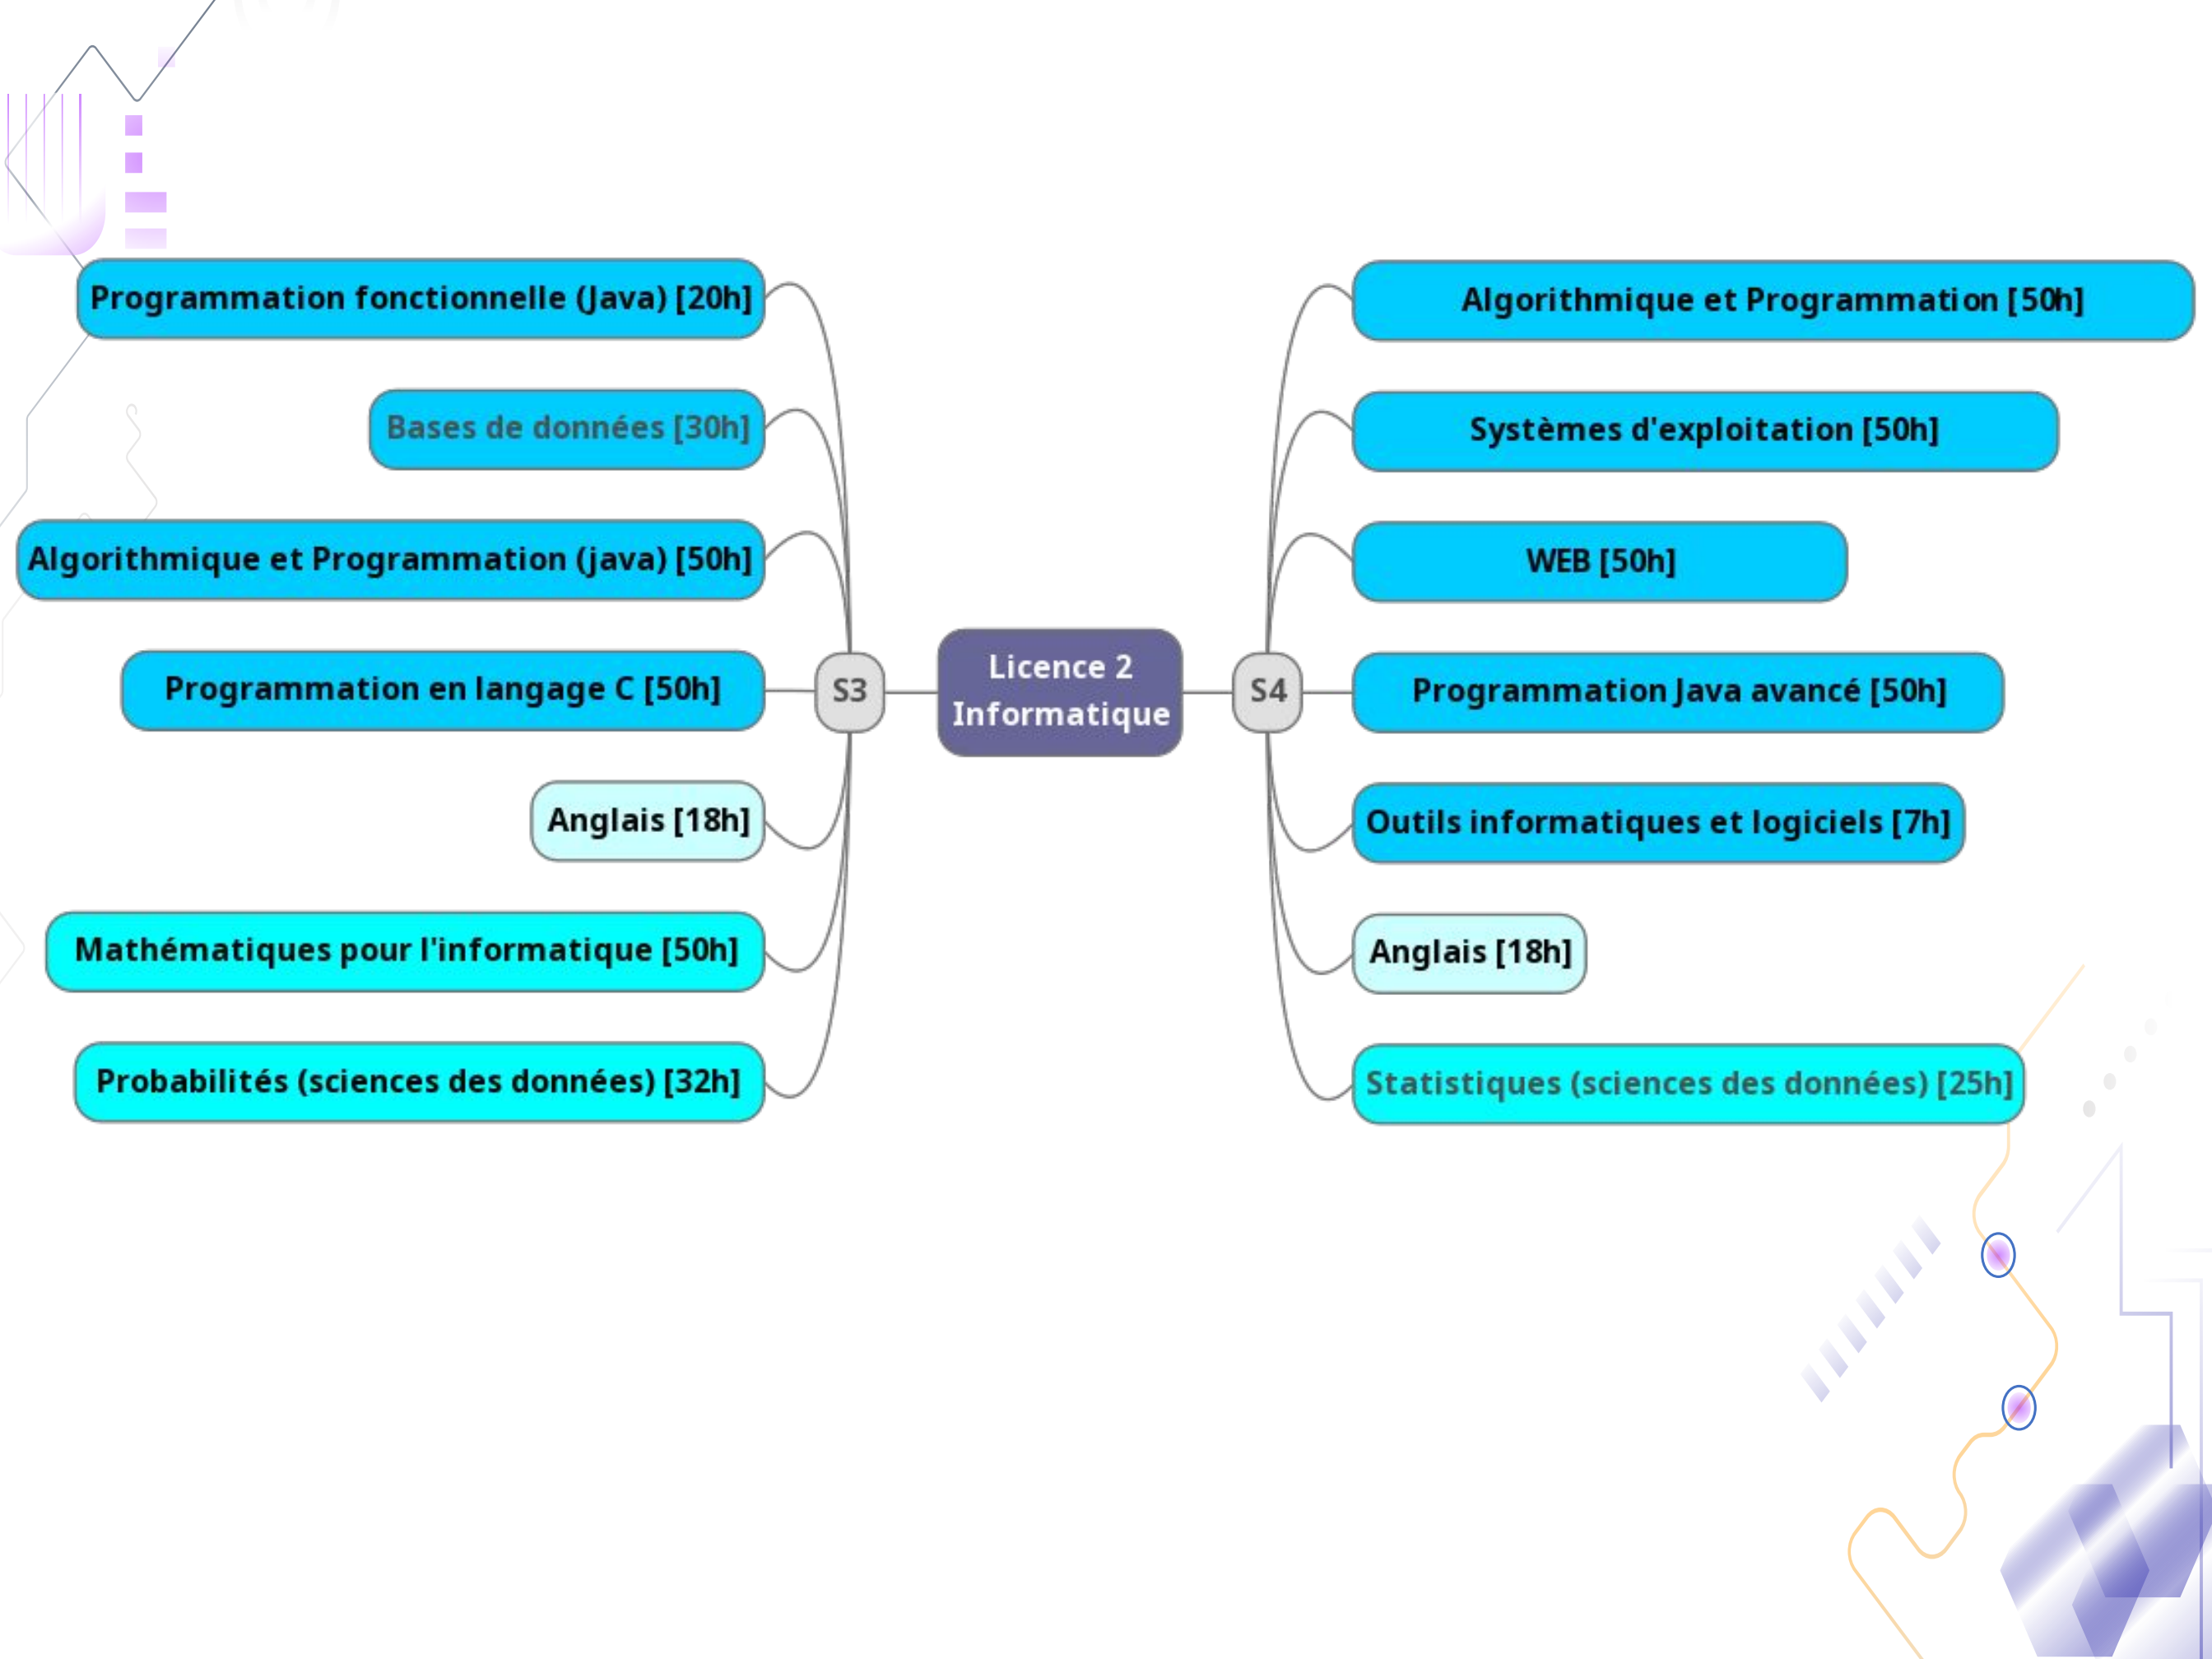 Programmation fonctionnelle (Java) [20h]
Bases de données [30h]
Algorithmique et Programmation (java) [50h]
Programmation en langage C [50h]
Anglais [18h]
Mathématiques pour l'informatique [50h]
Probabilités (sciences des données) [32h]
S3
Licence 2
Informatique
S4
Algorithmique et Programmation [50h]
Systèmes d'exploitation [50h]
WEB [50h]
Programmation Java avancé [50h]
Outils informatiques et logiciels [7h]
Anglais [18h]
Statistiques (sciences des données) [25h]